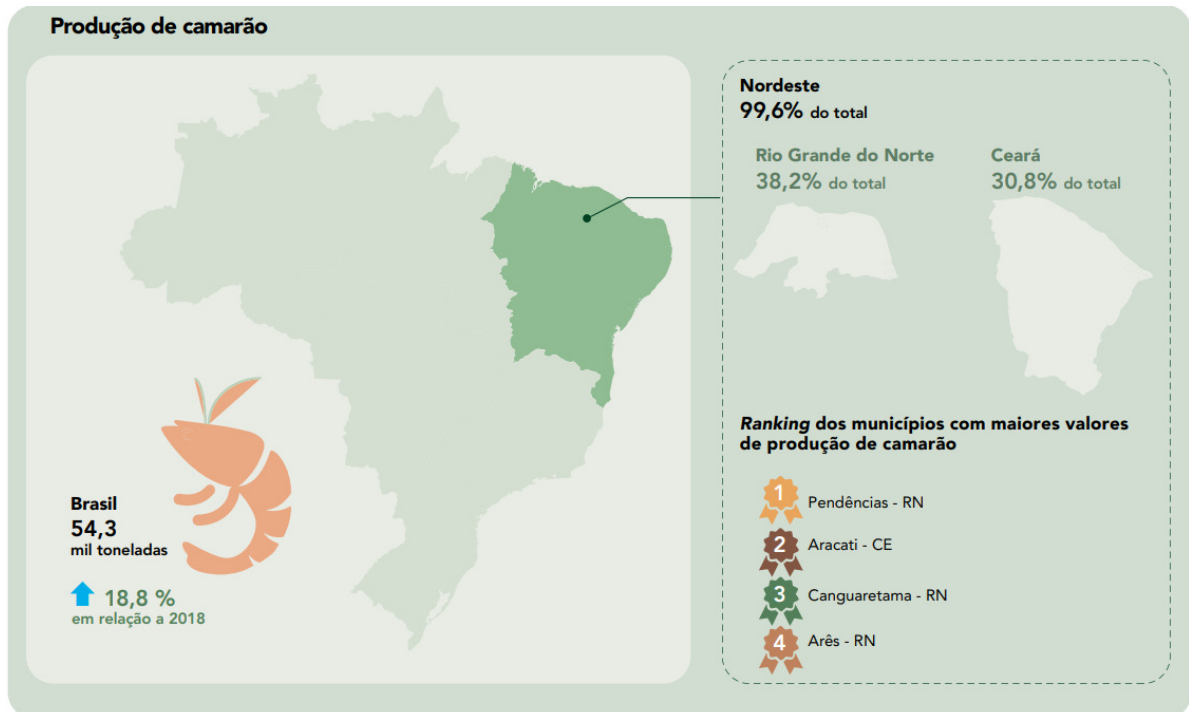 Produção de camarão
Brasil
54,3
mil toneladas
18,8 %
em relação a 2018
Nordeste
99,6% do total
Rio Grande do Norte
38,2% do total
Ceará
30,8% do total
Ranking dos municípios com maiores valores
de produção de camarão
1 Pendências - RN
2 Aracati - CE
3 Canguaretama - RN
4 Arês - RN